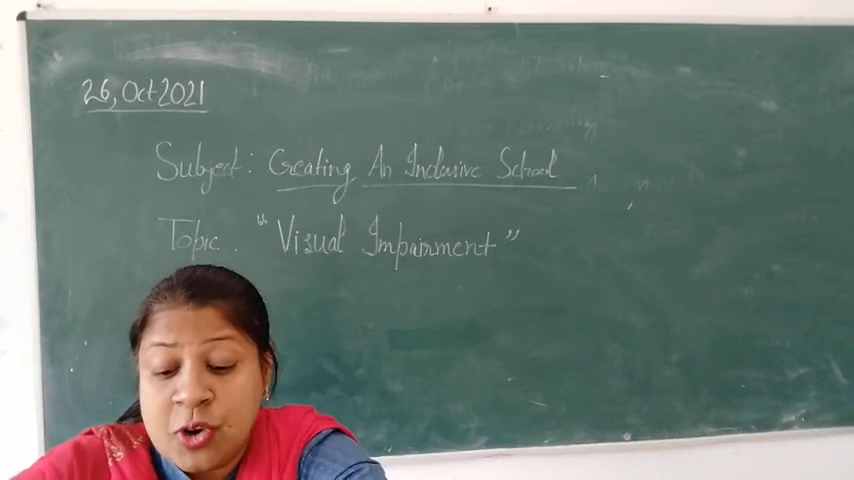 26, Oct 2021
Subject: Creating An Inclusive School
Topic. "Visual Impairment"